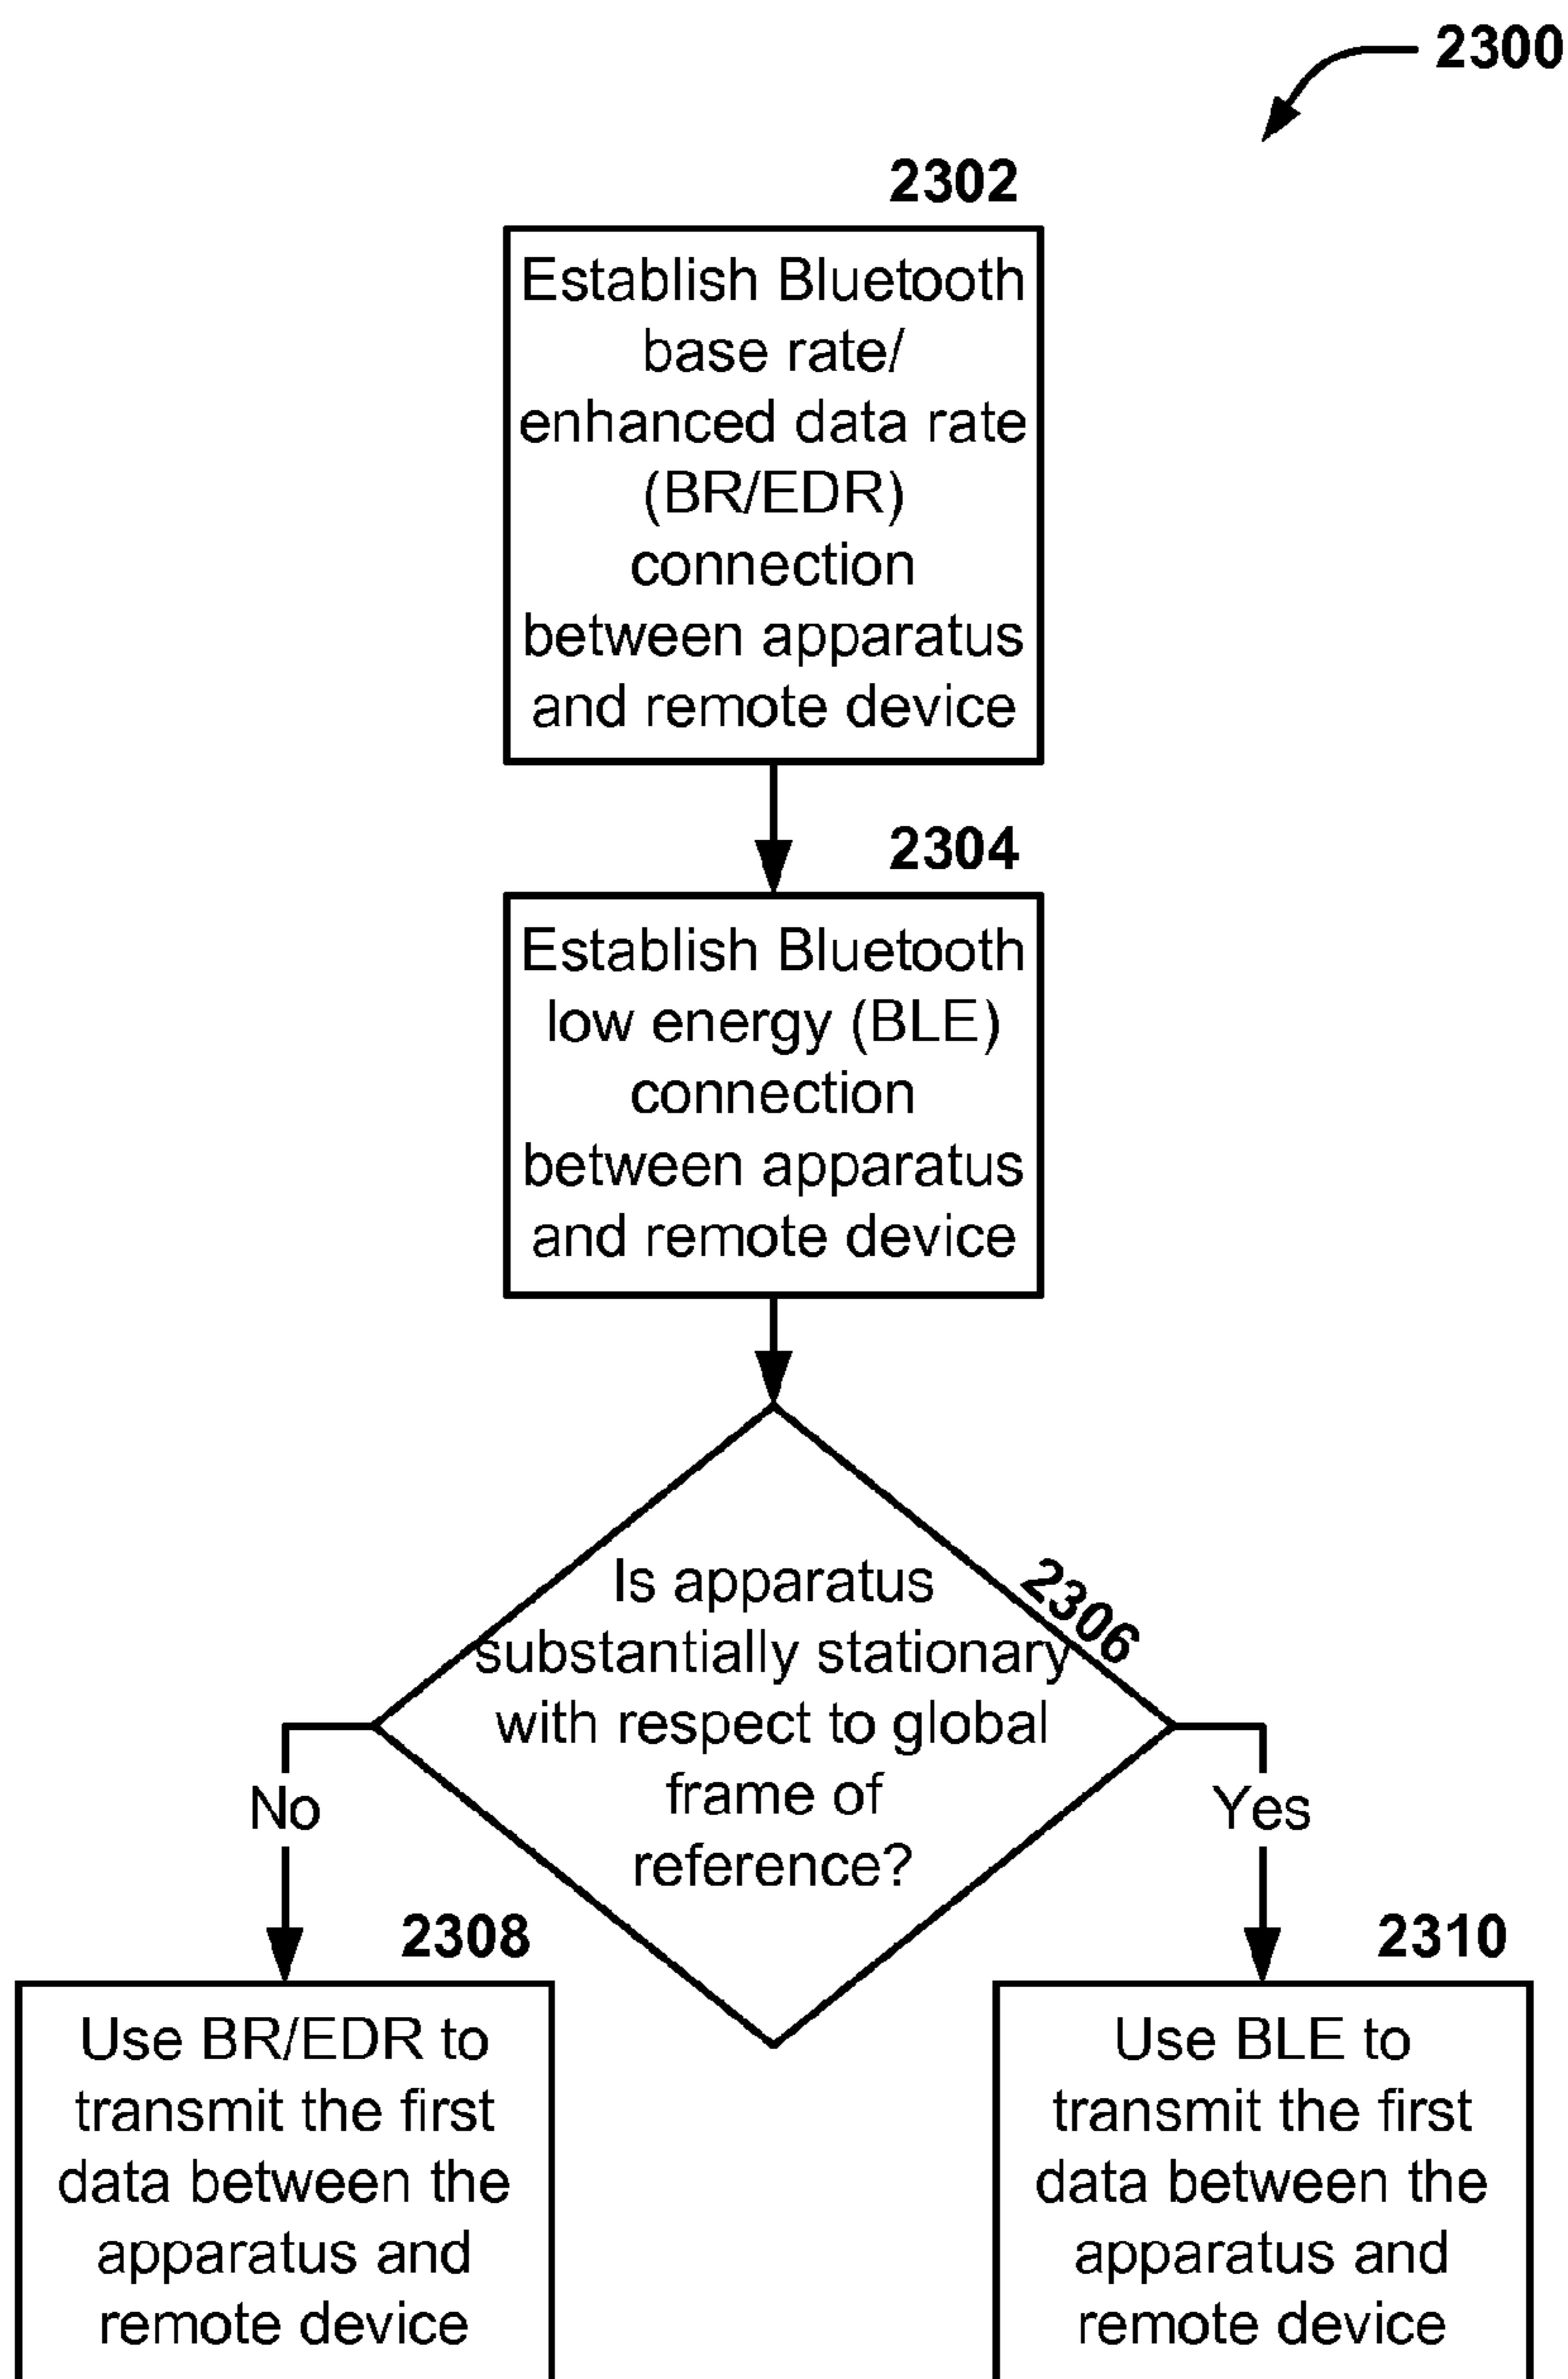 2300
2302
Establish Bluetooth
base rate/
enhanced data rate
(BR/EDR)
connection
between apparatus
and remote device
2304
Establish Bluetooth
low energy (BLE)
connection
between apparatus
and remote device
2306
Is apparatus
substantially stationary
with respect to global
frame of
reference?
No
Yes
2308
Use BR/EDR to
transmit the first
data between the
apparatus and
remote device
2310
Use BLE to
transmit the first
data between the
apparatus and
remote device